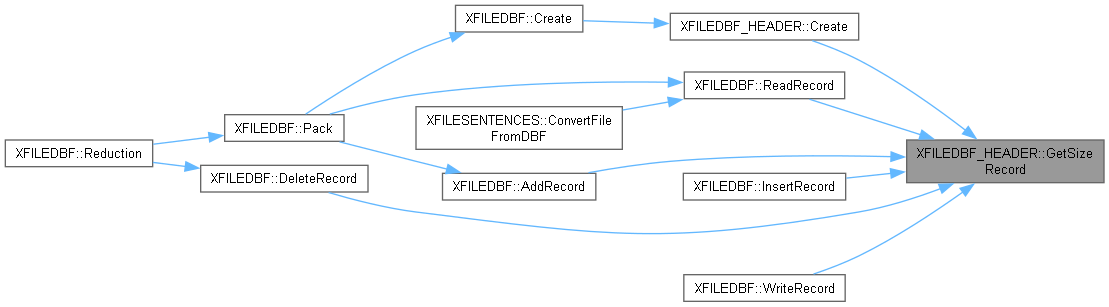 XFILEDBF::Create
XFILEDBF_HEADER::Create
XFILEDBF::ReadRecord
XFILESENTENCES::ConvertFile
FromDBF
XFILEDBF::Pack
XFILEDBF::Reduction
XFILEDBF_HEADER::GetSize
Record
XFILEDBF::DeleteRecord
XFILEDBF::AddRecord
XFILEDBF::InsertRecord
XFILEDBF::WriteRecord